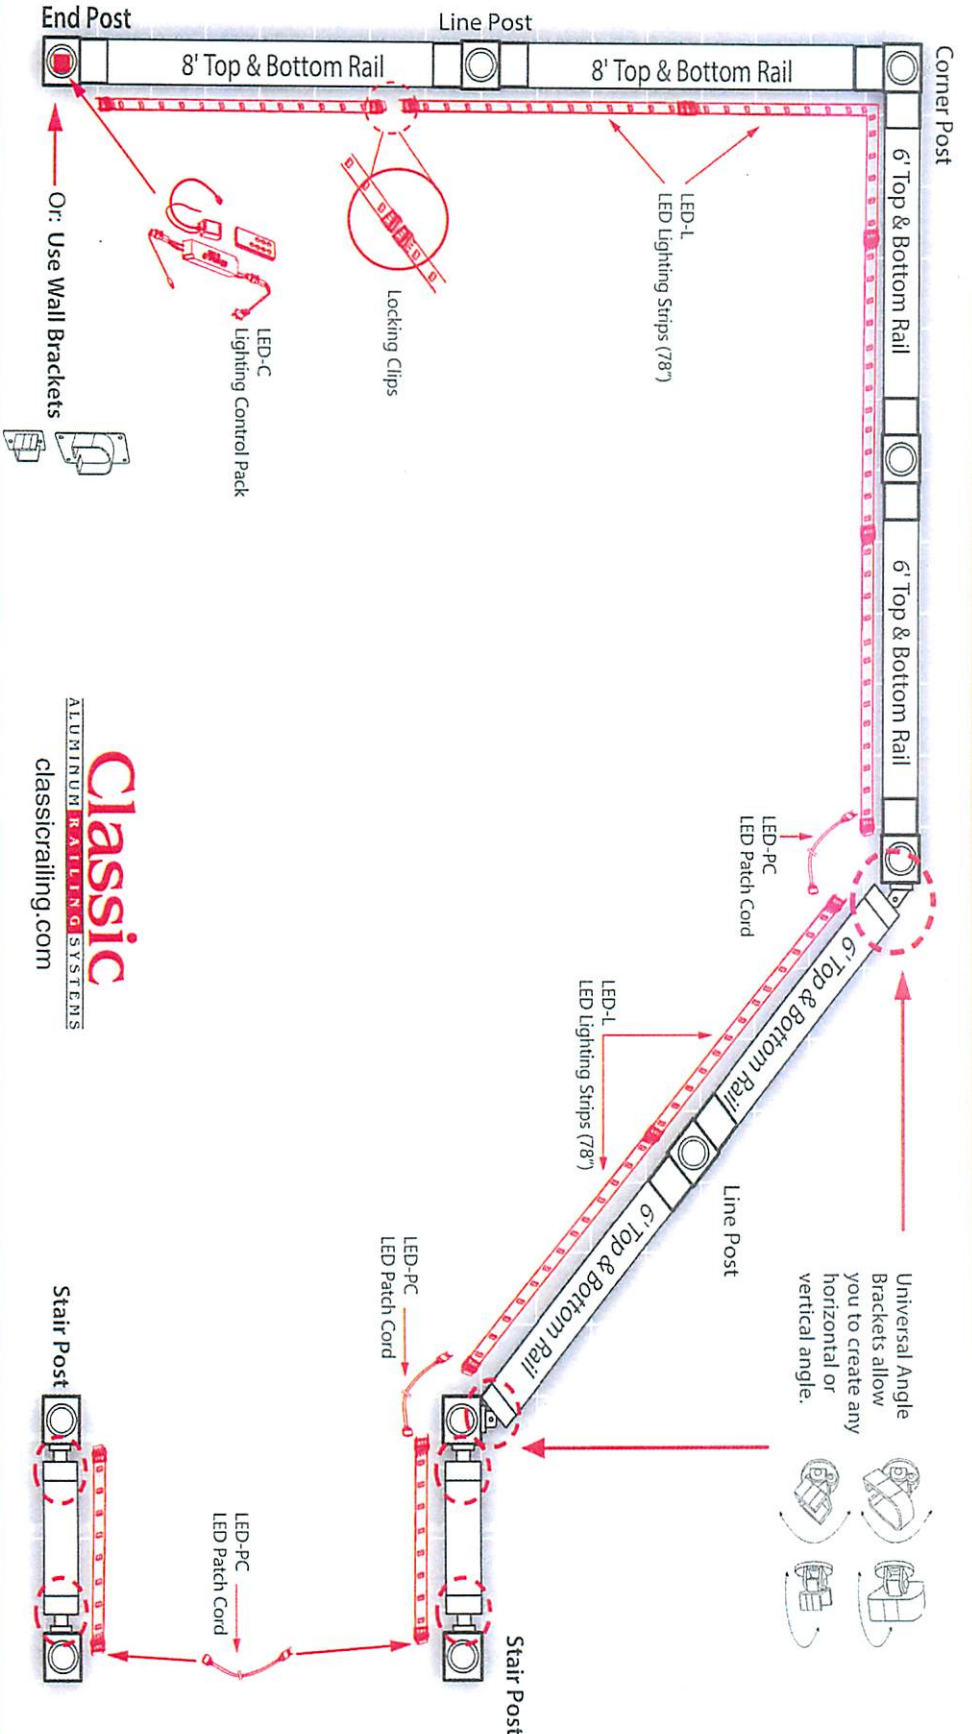 End Post
Line Post
Corner Post
8' Top & Bottom Rail
8' Top & Bottom Rail
6' Top & Bottom Rail
6' Top & Bottom Rail
6' Top & Bottom Rail
6' Top & Bottom Rail
Or: Use Wall Brackets
LED-C
Lighting Control Pack
Locking Clips
LED-L
LED Lighting Strips (78")
LED-PC
LED Patch Cord
LED-L
LED Lighting Strips (78")
Line Post
Universal Angle
Brackets allow
you to create any
horizontal or
vertical angle.
LED-PC
LED Patch Cord
Stair Post
LED-PC
LED Patch Cord
Stair Post
Classic
ALUMINUM RAILING SYSTEMS
classicrailing.com